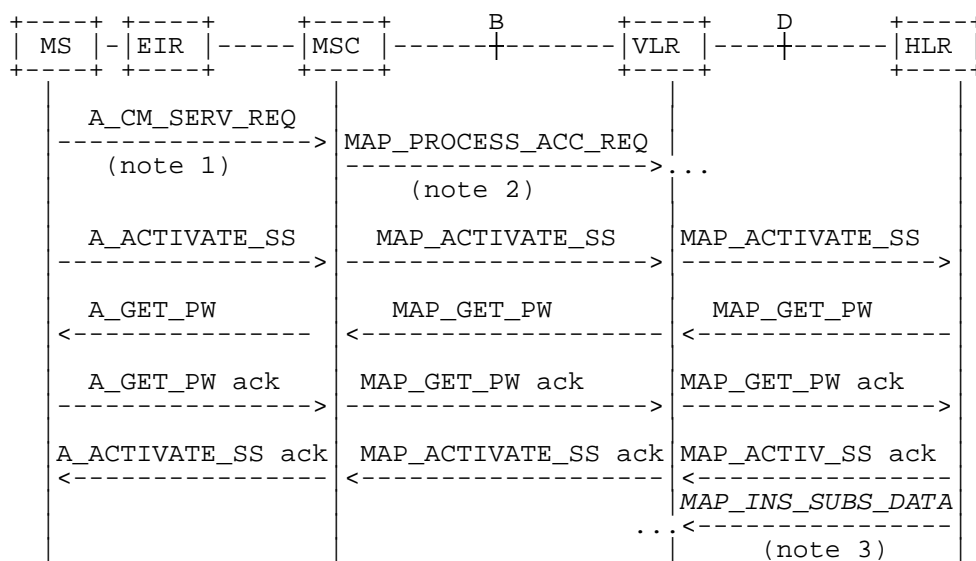 B D
MS EIR MSC VLR HLR
A_CM_SERV_REQ
MAP_PROCESS_ACC_REQ
(note 1) ...
(note 2)
A_ACTIVATE_SS MAP_ACTIVATE_SS MAP_ACTIVATE_SS
A_GET_PW MAP_GET_PW MAP_GET_PW
A_GET_PW ack MAP_GET_PW ack MAP_GET_PW ack
A_ACTIVATE_SS ack MAP_ACTIVATE_SS ack MAP_ACTIV_SS ack
MAP_INS_SUBS_DATA
...
(note 3)